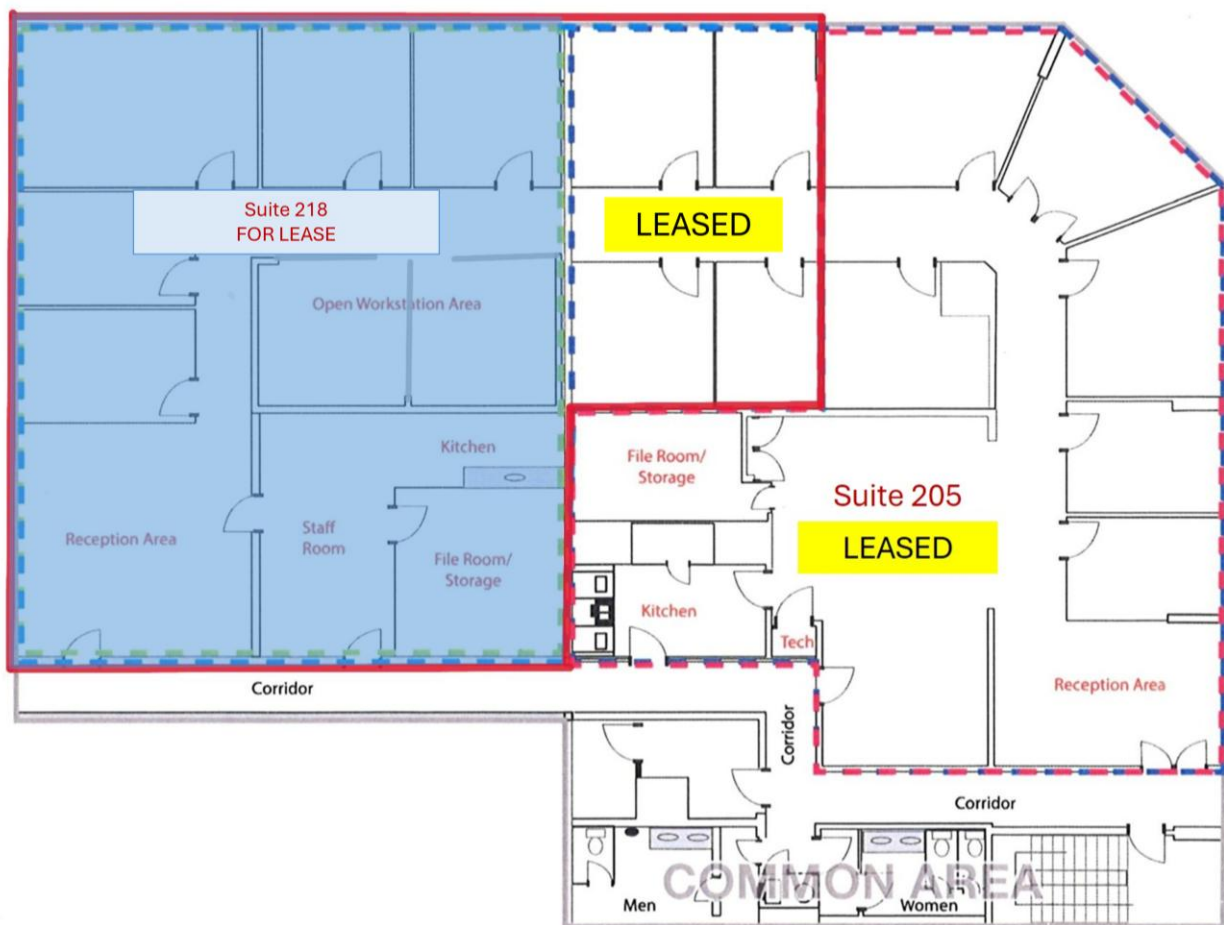 Suite 218
FOR LEASE
LEASED
Open Workstation Area
Kitchen
File Room/
Storage
Suite 205
LEASED
Reception Area
Staff
Room
File Room/
Storage
Kitchen
Tech
Corridor
Reception Area
Corridor
Corridor
COMMON AREA
Men
Women